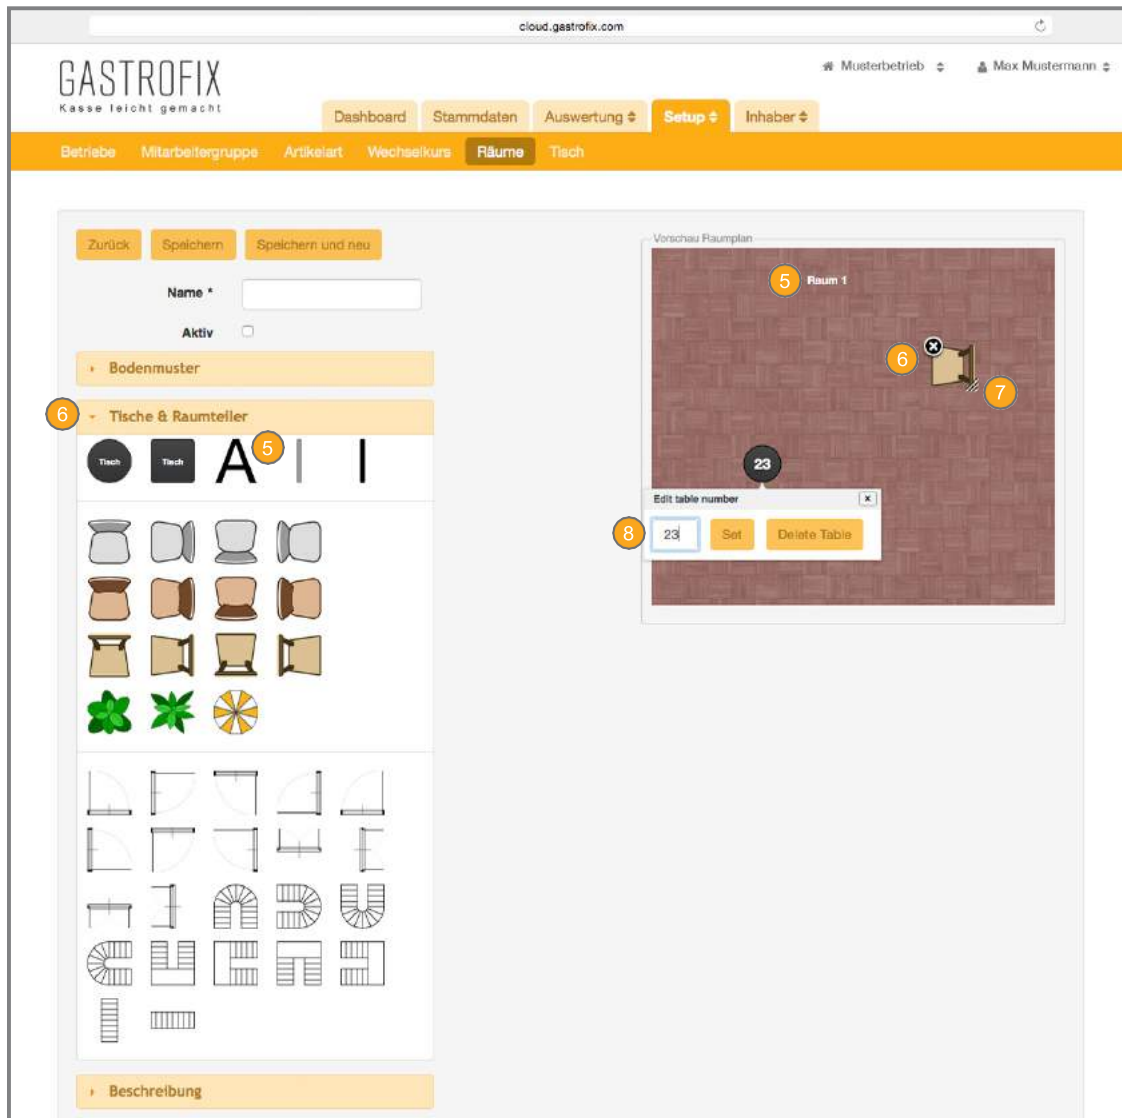 cloud.gastrofix.com
GASTROFIX
Kasse leicht gemacht
Musterbetrieb
Max Mustermann
Dashboard Stammdaten Auswertung Setup Inhaber
Betriebe Mitarbeitergruppe Artikelart Wechselkurs Räume Tisch
Zurück Speichern Speichern und neu
Name *
Aktiv
Bodenmuster
6 Tische & Raumteiler
Tisch Tisch A 5
Beschreibung
Vorschau Raumplan
5 Raum 1
6
7
23
Edit table number x
8 23 Set Delete Table